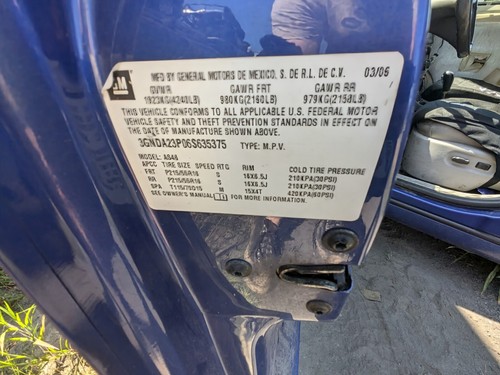 GM
MFD BY GENERAL MOTORS DE MEXICO, S. DE R.L. DE C.V. 03/06
GVWR GAWR FRT GAWR RR
1923KG(4240LB) 980KG(2160LB) 979KG(2158LB)
THIS VEHICLE CONFORMS TO ALL APPLICABLE U.S. FEDERAL MOTOR
VEHICLE SAFETY AND THEFT PREVENTION STANDARDS IN EFFECT ON
THE DATE OF MANUFACTURE SHOWN ABOVE.
3GNDA23P06S635375 TYPE: M.P.V.
MODEL: ASA6
APCC TIRE SIZE SPEED RTG RIM COLD TIRE PRESSURE
FRT P215/55R16 S 16X6.5J 210KPA(30PSI)
RR P215/55R16 S 16X6.5J 210KPA(30PSI)
SPA T115/70D15 M 15X4T 420KPA(60PSI)
SEE OWNER'S MANUAL FOR MORE INFORMATION.